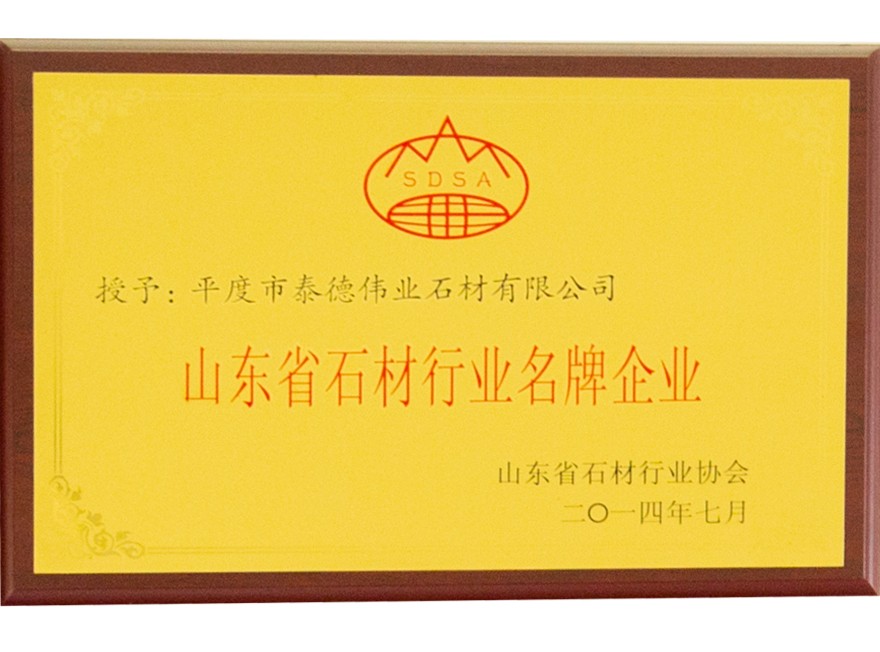 SDSA
授予：平度市泰德伟业石材有限公司
山东省石材行业名牌企业
山东省石材行业协会
二〇一四年七月